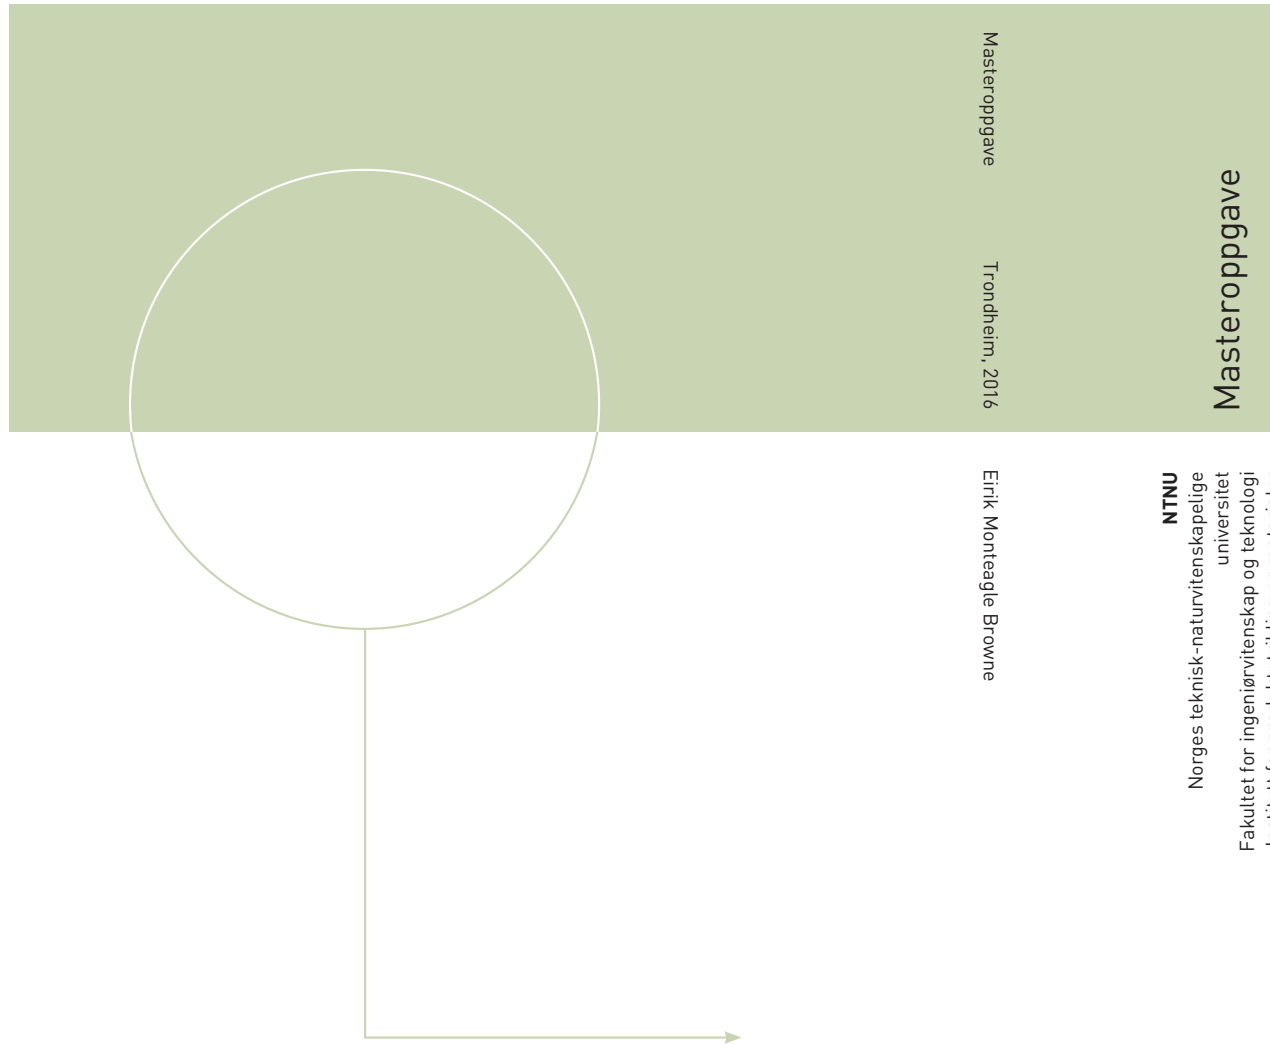 Masteroppgave
Trondheim, 2016
Eirik Monteagle Browne
Masteroppgave
NTNU
Norges teknisk-naturvitenskapelige
universitet
Fakultet for ingeniørvitenskap og teknologi